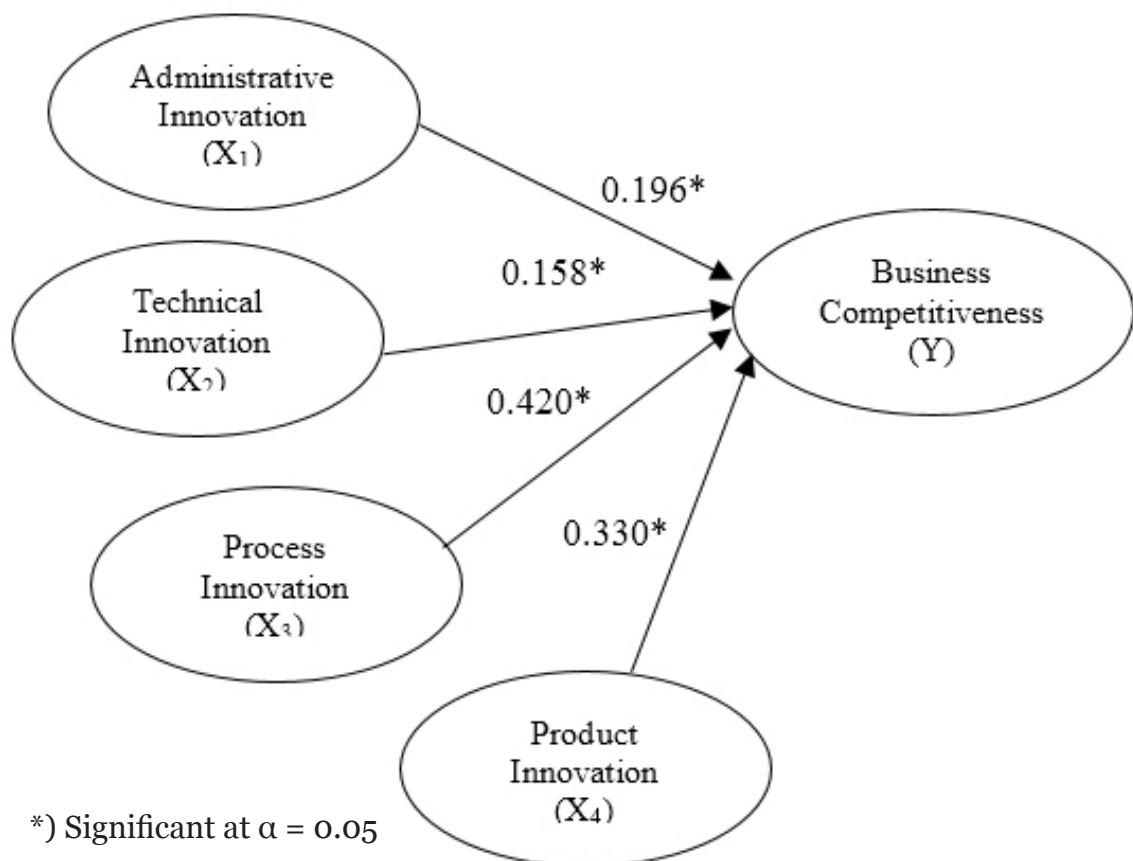 Administrative
Innovation
(X₁)
0.196*
Business
Competitiveness
(Y)
Technical
Innovation
(X₂)
0.158*
0.420*
Process
Innovation
(X₃)
0.330*
Product
Innovation
(X₄)
*) Significant at α = 0.05